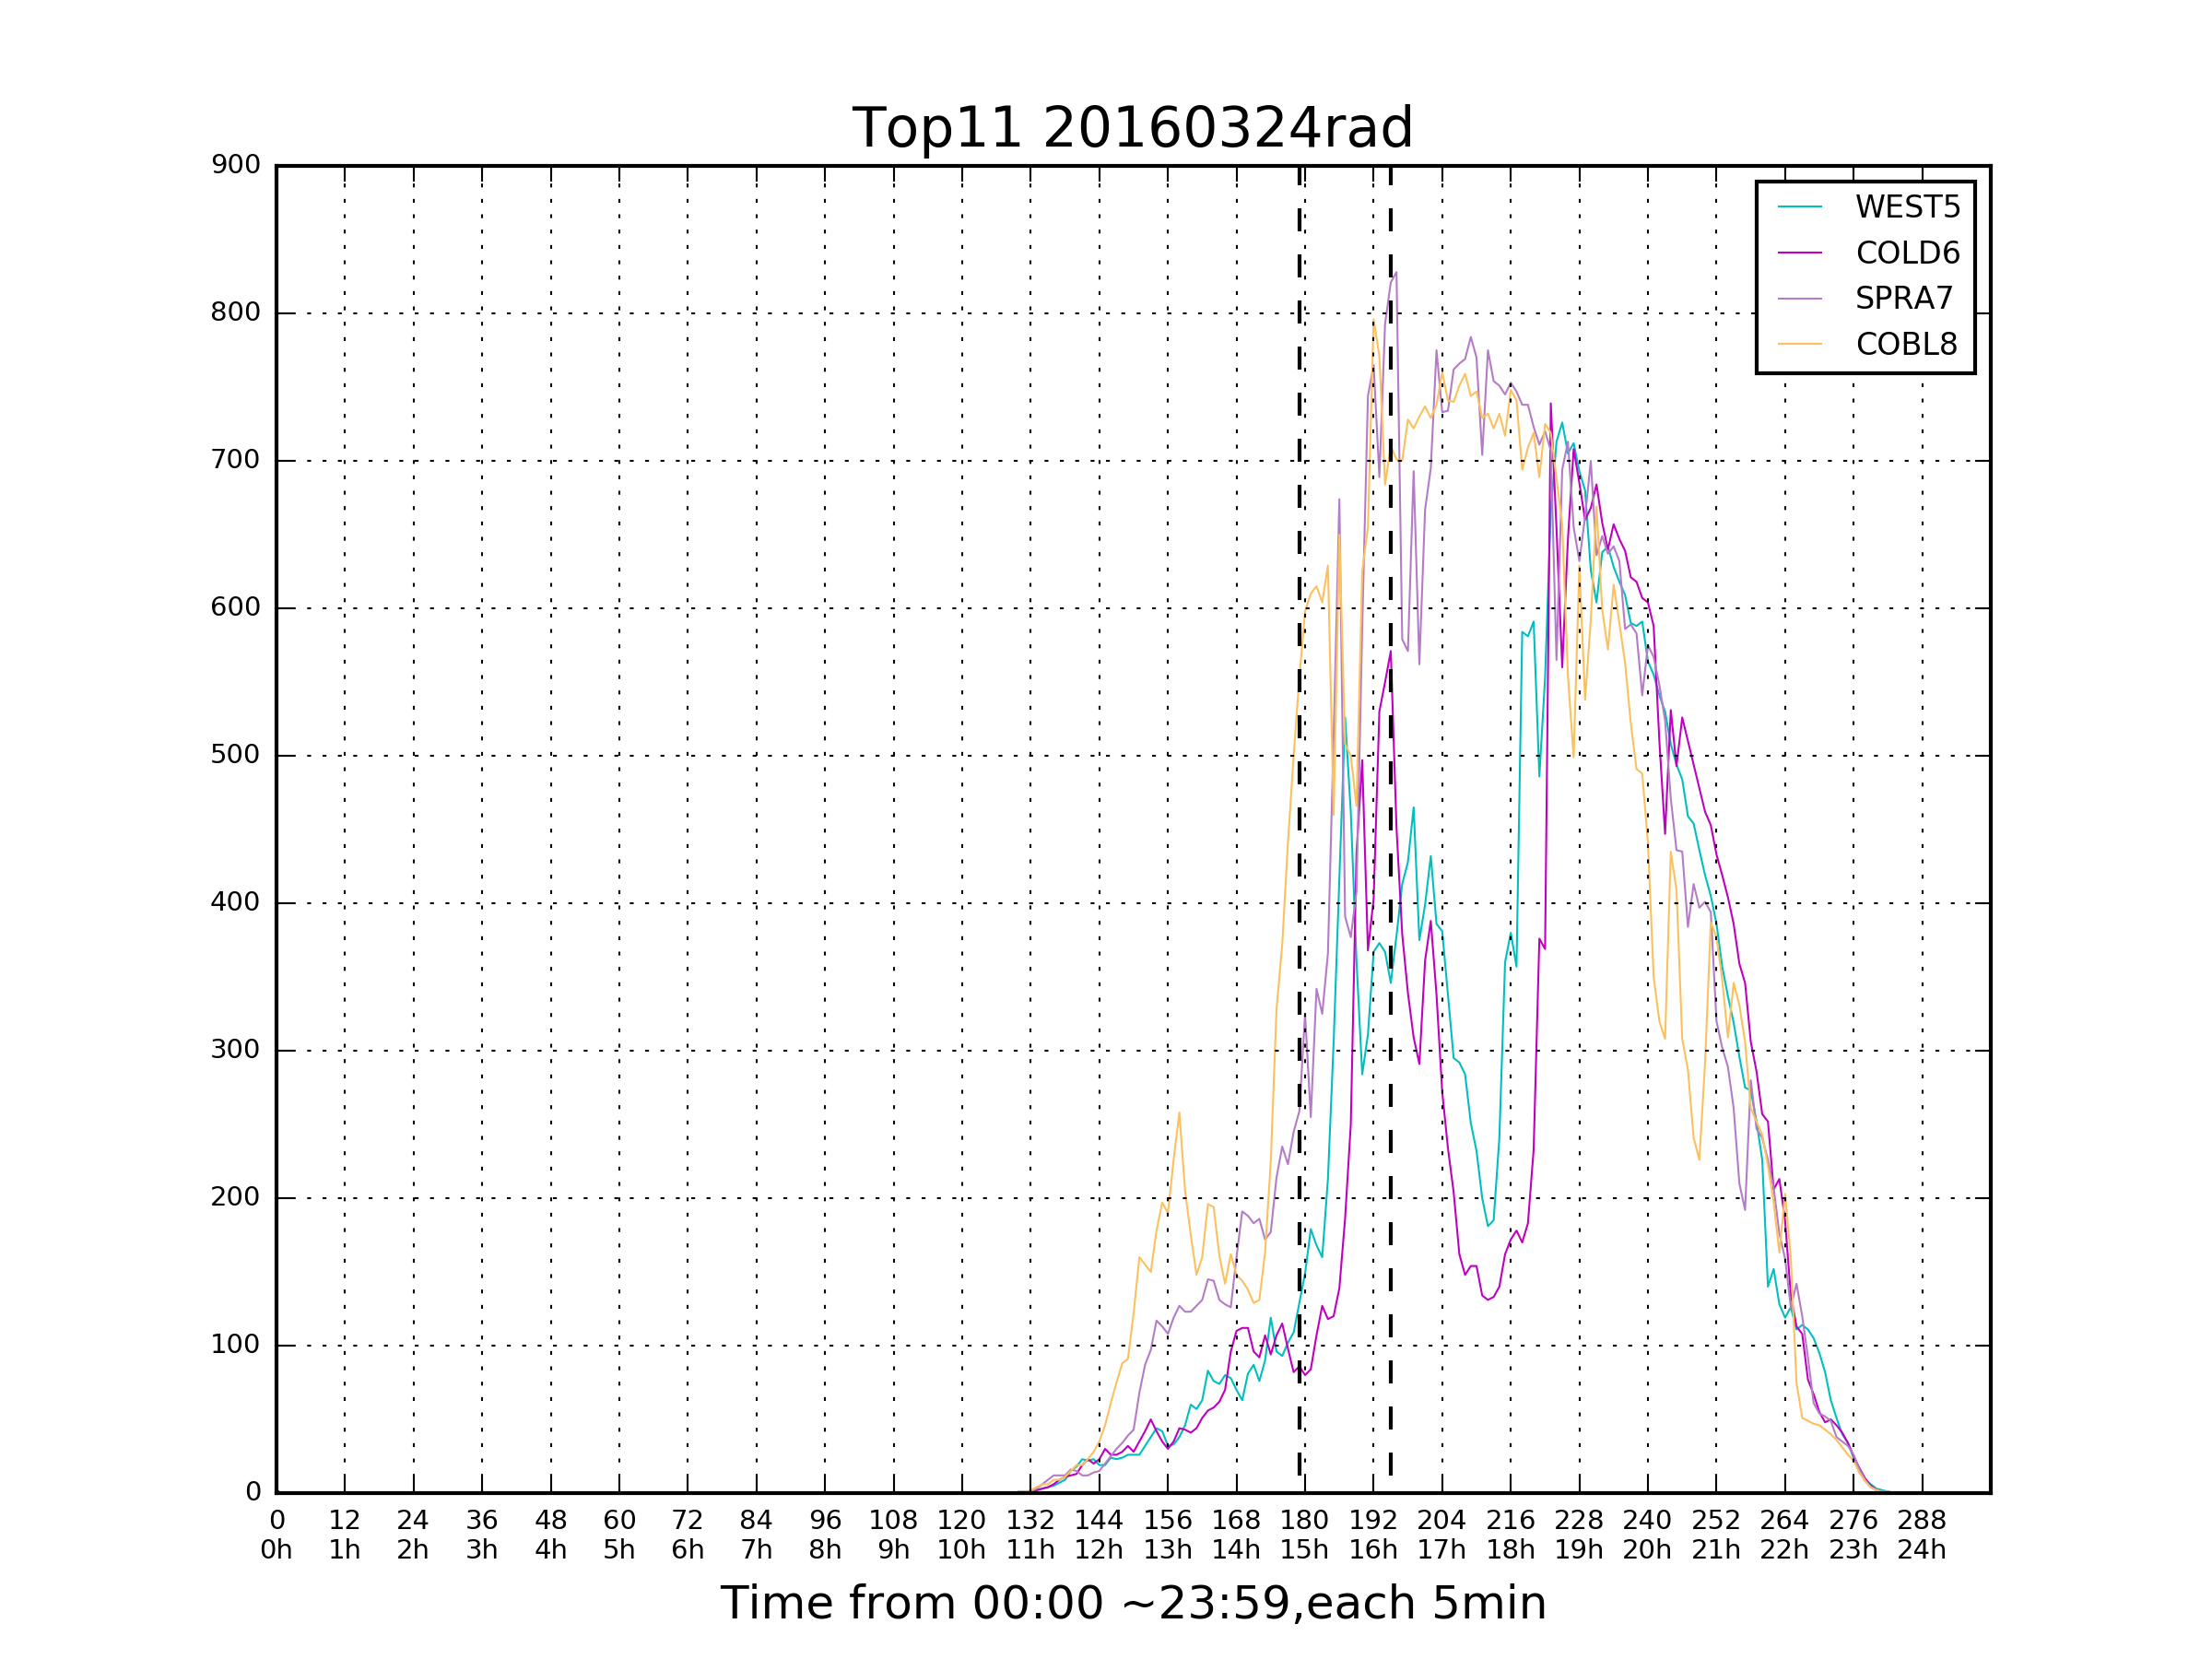 Top11 20160324rad
900
800
700
600
500
400
300
200
100
0
WEST5
COLD6
SPRA7
COBL8
0 12 24 36 48 60 72 84 96 108 120 132 144 156 168 180 192 204 216 228 240 252 264 276 288
0h 1h 2h 3h 4h 5h 6h 7h 8h 9h 10h 11h 12h 13h 14h 15h 16h 17h 18h 19h 20h 21h 22h 23h 24h
Time from 00:00 ~23:59,each 5min